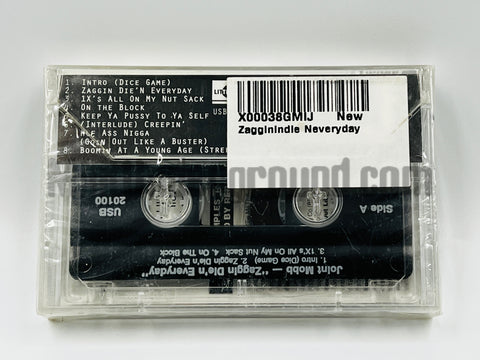 1. Intro (Dice Game)
2. Zaggin Die'N Everyday
3. 1X's All On My Nut Sack
4. On the Block
Keep Ya Pussy To Ya Self
(Interlude) Creepin'
7. Ass Nigga
(Goin Out Like A Buster)
8. Boomin At A Young Age
USB
X00038GMIJ New
Zagginindie Neveryday
ground.com
USB
20100
Side A
Joint Mobb — "Zaggin Die'n Everyday"
1. Intro (Dice Game) 2. Zaggin Die'n Everyday
3. 1X's All On My Nut Sack 4. On The Block